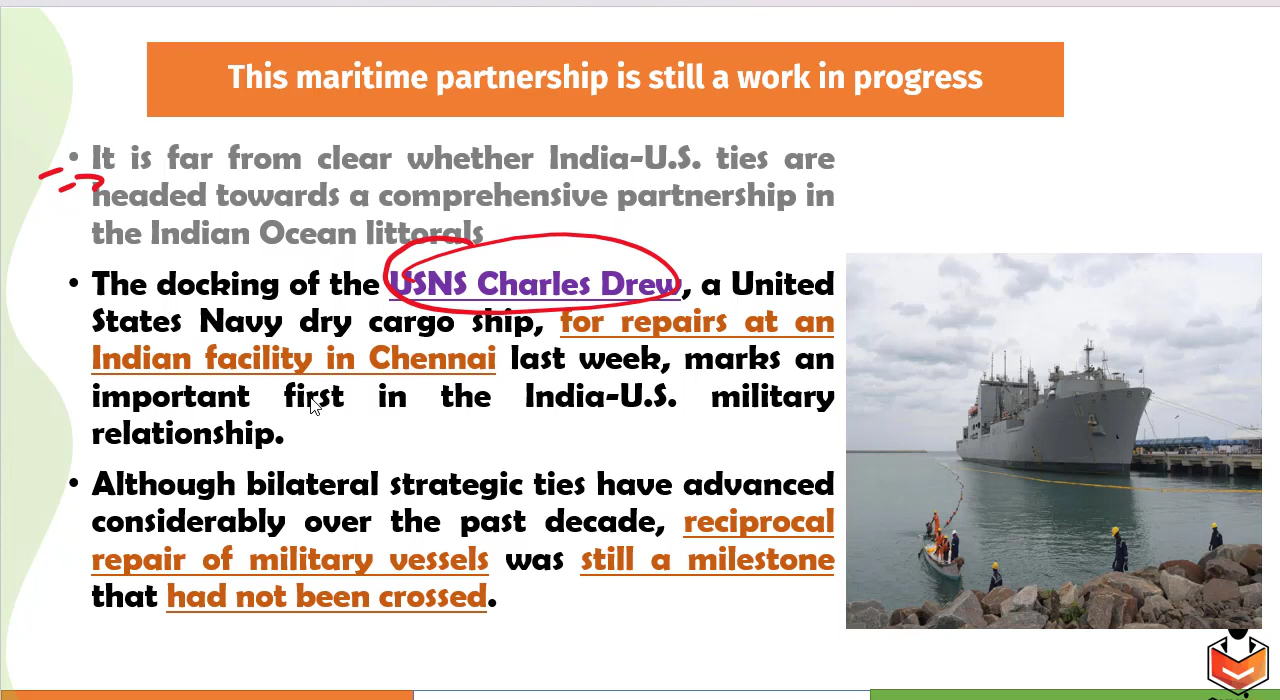 This maritime partnership is still a work in progress
• It is far from clear whether India-U.S. ties are
headed towards a comprehensive partnership in
the Indian Ocean littorals
• The docking of the USNS Charles Drew, a United
States Navy dry cargo ship, for repairs at an
Indian facility in Chennai last week, marks an
important first in the India-U.S. military
relationship.
• Although bilateral strategic ties have advanced
considerably over the past decade, reciprocal
repair of military vessels was still a milestone
that had not been crossed.